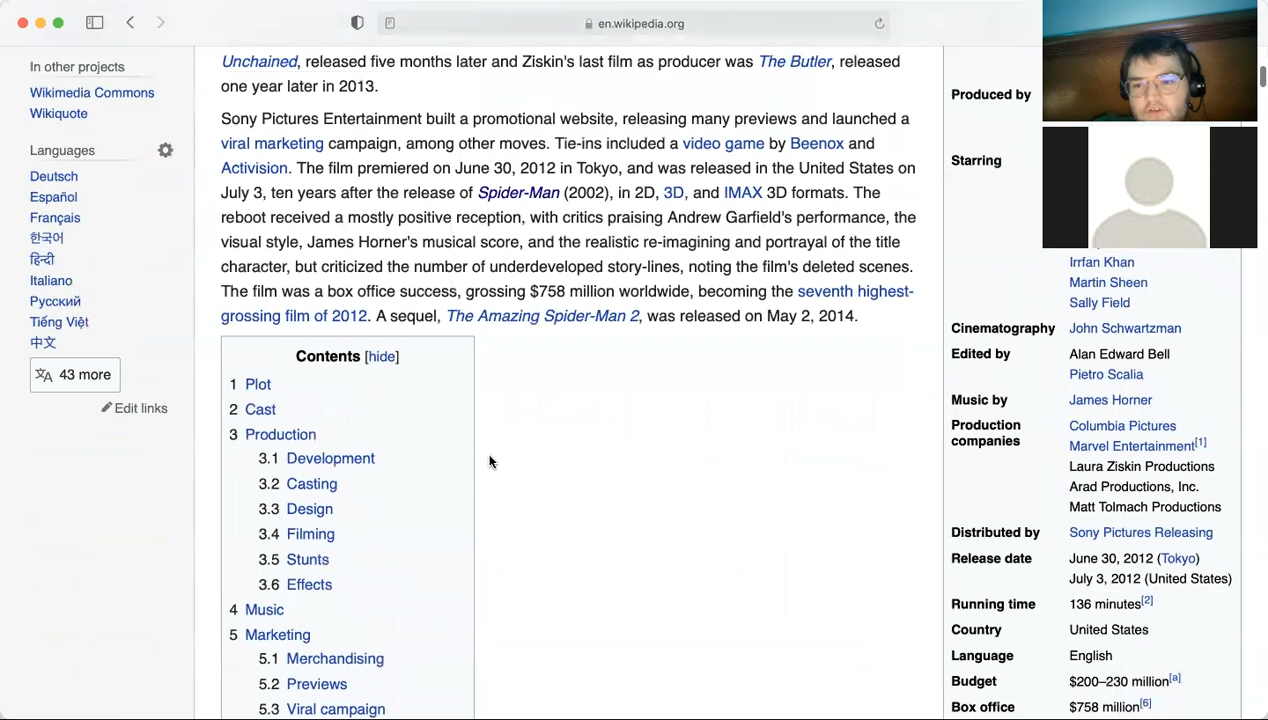 en.wikipedia.org
In other projects
Wikimedia Commons
Wikiquote
Languages
Deutsch
Español
Français
한국어
हिन्दी
Italiano
Русский
Tiếng Việt
中文
43 more
Edit links
Unchained, released five months later and Ziskin's last film as producer was The Butler, released
one year later in 2013.
Sony Pictures Entertainment built a promotional website, releasing many previews and launched a
viral marketing campaign, among other moves. Tie-ins included a video game by Beenox and
Activision. The film premiered on June 30, 2012 in Tokyo, and was released in the United States on
July 3, ten years after the release of Spider-Man (2002), in 2D, 3D, and IMAX 3D formats. The
reboot received a mostly positive reception, with critics praising Andrew Garfield's performance, the
visual style, James Horner's musical score, and the realistic re-imagining and portrayal of the title
character, but criticized the number of underdeveloped story-lines, noting the film's deleted scenes.
The film was a box office success, grossing $758 million worldwide, becoming the seventh highest-
grossing film of 2012. A sequel, The Amazing Spider-Man 2, was released on May 2, 2014.
Contents [hide]
1 Plot
2 Cast
3 Production
3.1 Development
3.2 Casting
3.3 Design
3.4 Filming
3.5 Stunts
3.6 Effects
4 Music
5 Marketing
5.1 Merchandising
5.2 Previews
5.3 Viral campaign
Produced by
Starring
Irrfan Khan
Martin Sheen
Sally Field
Cinematography John Schwartzman
Edited by Alan Edward Bell
Pietro Scalia
Music by James Horner
Production Columbia Pictures
companies Marvel Entertainment[1]
Laura Ziskin Productions
Arad Productions, Inc.
Matt Tolmach Productions
Distributed by Sony Pictures Releasing
Release date June 30, 2012 (Tokyo)
July 3, 2012 (United States)
Running time 136 minutes[2]
Country United States
Language English
Budget $200–230 million[a]
Box office $758 million[6]